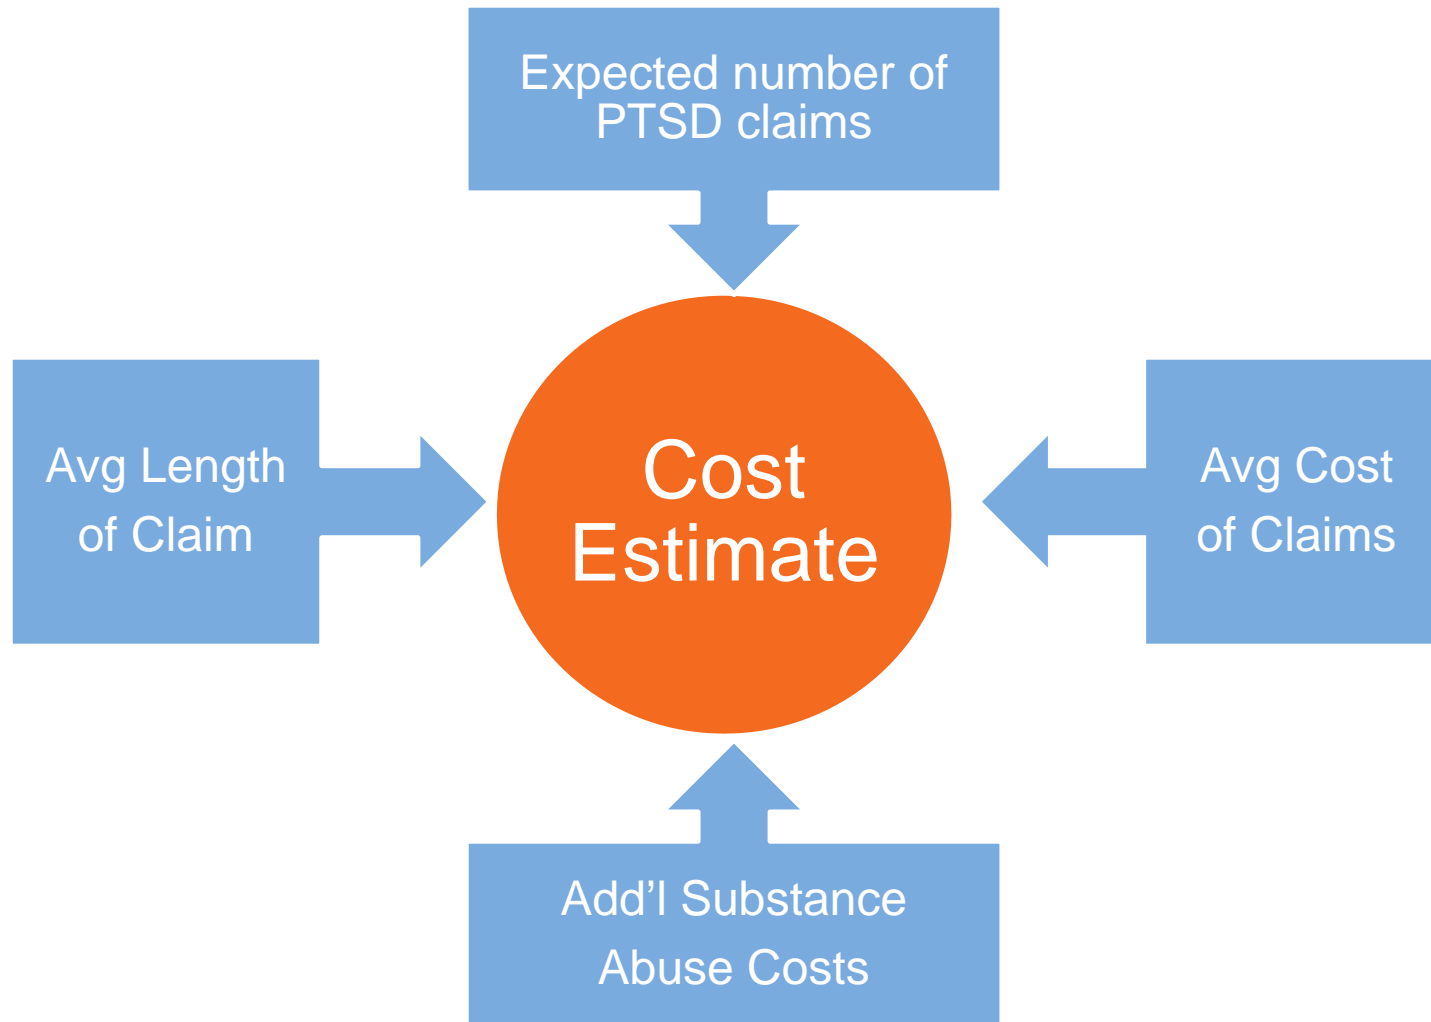 Expected number of
PTSD claims
Avg Length
of Claim
Cost
Estimate
Avg Cost
of Claims
Add’l Substance
Abuse Costs